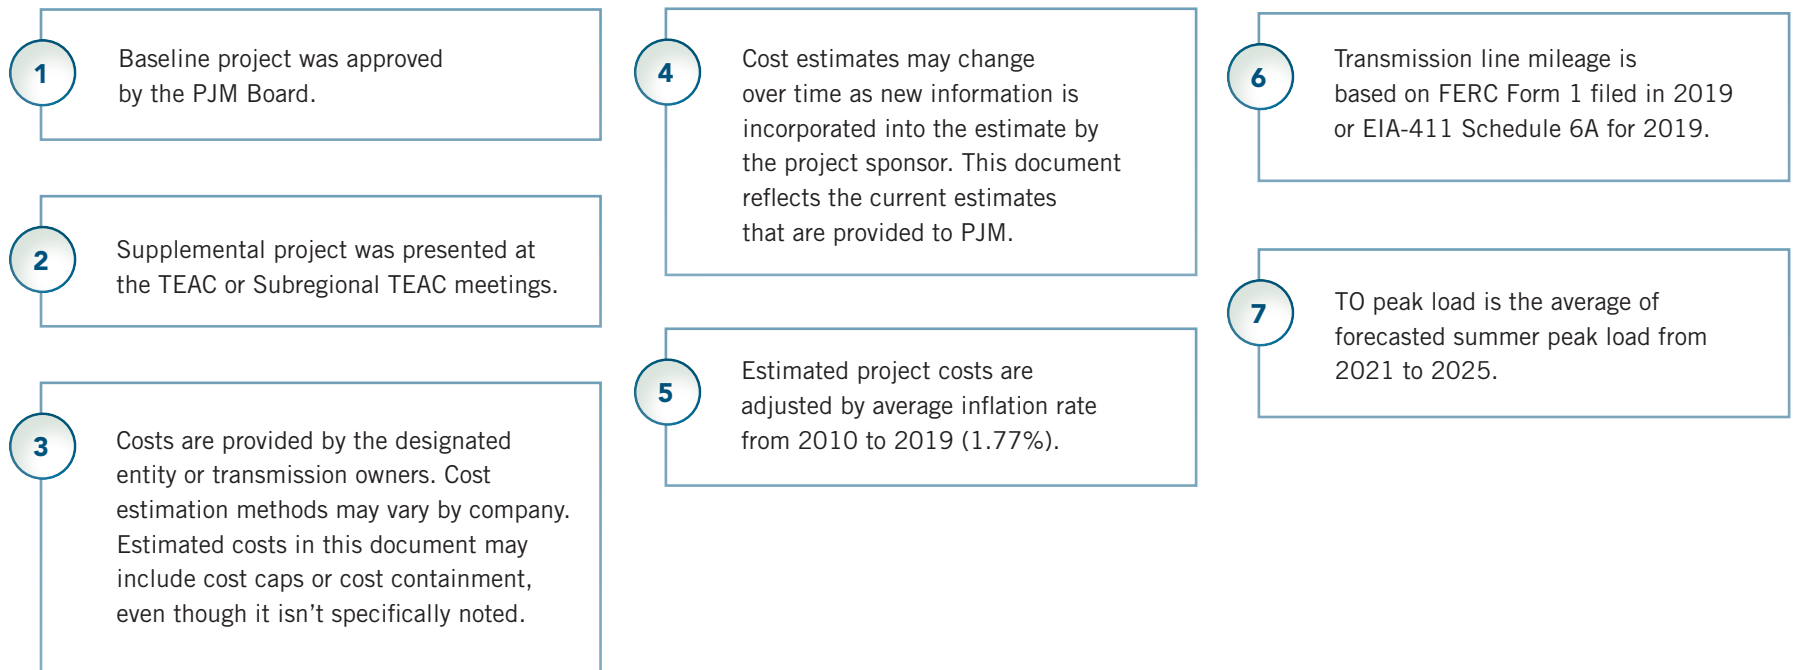 1
Baseline project was approved
by the PJM Board.
2
Supplemental project was presented at
the TEAC or Subregional TEAC meetings.
3
Costs are provided by the designated
entity or transmission owners. Cost
estimation methods may vary by company.
Estimated costs in this document may
include cost caps or cost containment,
even though it isn’t specifically noted.
4
Cost estimates may change
over time as new information is
incorporated into the estimate by
the project sponsor. This document
reflects the current estimates
that are provided to PJM.
5
Estimated project costs are
adjusted by average inflation rate
from 2010 to 2019 (1.77%).
6
Transmission line mileage is
based on FERC Form 1 filed in 2019
or EIA-411 Schedule 6A for 2019.
7
TO peak load is the average of
forecasted summer peak load from
2021 to 2025.